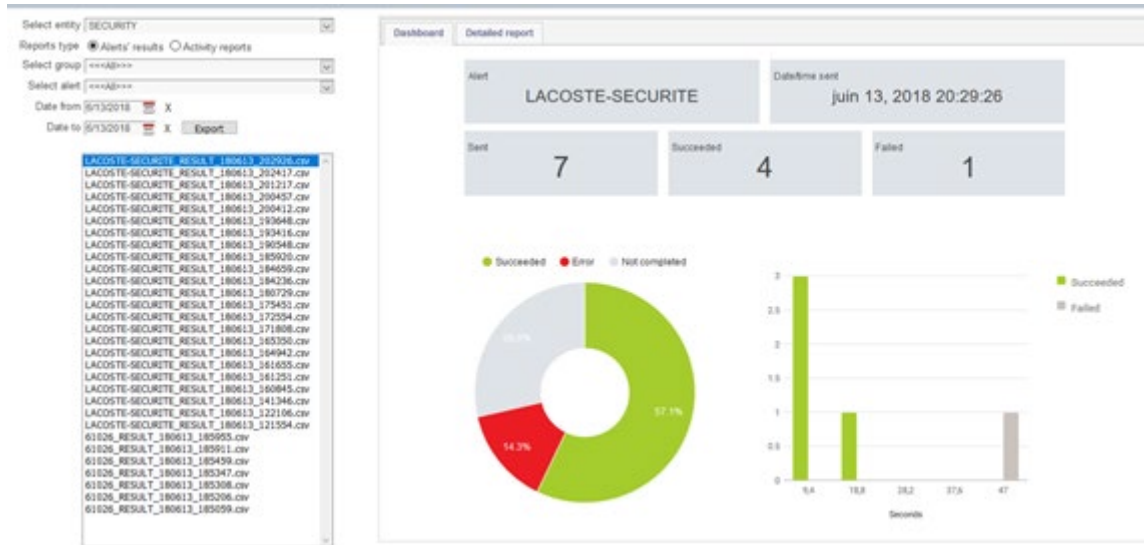 Select entity SECURITY
Reports type Alerts' results Activity reports
Select group <<<All>>>
Select alert <<<All>>>
Date from 6/13/2018 X
Date to 6/13/2018 X Export
LACOSTE-SECURITE_RESULT_180613_202926.csv
LACOSTE-SECURITE_RESULT_180613_202417.csv
LACOSTE-SECURITE_RESULT_180613_201217.csv
LACOSTE-SECURITE_RESULT_180613_200457.csv
LACOSTE-SECURITE_RESULT_180613_200412.csv
LACOSTE-SECURITE_RESULT_180613_193648.csv
LACOSTE-SECURITE_RESULT_180613_193416.csv
LACOSTE-SECURITE_RESULT_180613_190548.csv
LACOSTE-SECURITE_RESULT_180613_185920.csv
LACOSTE-SECURITE_RESULT_180613_184659.csv
LACOSTE-SECURITE_RESULT_180613_184236.csv
LACOSTE-SECURITE_RESULT_180613_180729.csv
LACOSTE-SECURITE_RESULT_180613_175451.csv
LACOSTE-SECURITE_RESULT_180613_172554.csv
LACOSTE-SECURITE_RESULT_180613_171808.csv
LACOSTE-SECURITE_RESULT_180613_165350.csv
LACOSTE-SECURITE_RESULT_180613_164942.csv
LACOSTE-SECURITE_RESULT_180613_161655.csv
LACOSTE-SECURITE_RESULT_180613_161251.csv
LACOSTE-SECURITE_RESULT_180613_160845.csv
LACOSTE-SECURITE_RESULT_180613_141346.csv
LACOSTE-SECURITE_RESULT_180613_122106.csv
LACOSTE-SECURITE_RESULT_180613_121554.csv
61026_RESULT_180613_185955.csv
61026_RESULT_180613_185911.csv
61026_RESULT_180613_185459.csv
61026_RESULT_180613_185347.csv
61026_RESULT_180613_185308.csv
61026_RESULT_180613_185206.csv
61026_RESULT_180613_185059.csv
Dashboard Detailed report
Alert
LACOSTE-SECURITE
Date/time sent
juin 13, 2018 20:29:26
Sent
7
Succeeded
4
Failed
1
Succeeded Error Not completed
57.1%
14.3%
3
2.5
2
1.5
1
0.5
0
9,4 18,8 28,2 37,6 47
Seconds
Succeeded
Failed